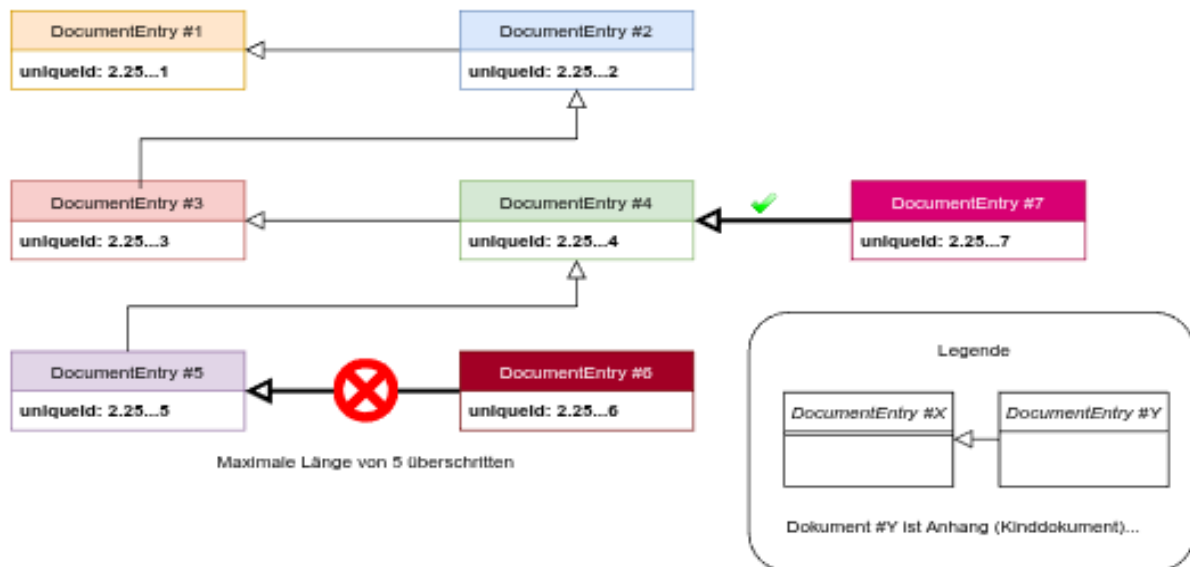 DocumentEntry #1
uniqueId: 2.25...1
DocumentEntry #2
uniqueId: 2.25...2
DocumentEntry #3
uniqueId: 2.25...3
DocumentEntry #4
uniqueId: 2.25...4
DocumentEntry #7
uniqueId: 2.25...7
DocumentEntry #5
uniqueId: 2.25...5
DocumentEntry #6
uniqueId: 2.25...6
Maximale Länge von 5 überschritten
Legende
DocumentEntry #X
DocumentEntry #Y
Dokument #Y ist Anhang (Kinddokument)...